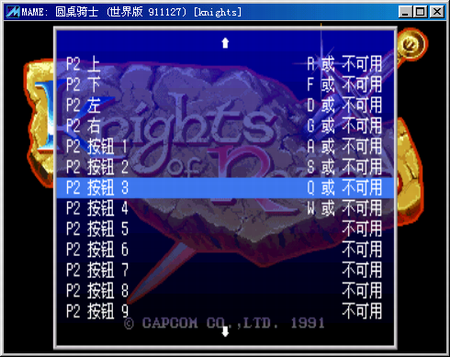 MAME: 圆桌骑士 (世界版 911127) [knights]
P2 上 R 或 不可用
P2 下 F 或 不可用
P2 左 D 或 不可用
P2 右 G 或 不可用
P2 按钮 1 A 或 不可用
P2 按钮 2 S 或 不可用
P2 按钮 3 Q 或 不可用
P2 按钮 4 W 或 不可用
P2 按钮 5 不可用
P2 按钮 6 不可用
P2 按钮 7 不可用
P2 按钮 8 不可用
P2 按钮 9 不可用
Knights
of
© CAPCOM CO.,LTD. 1991